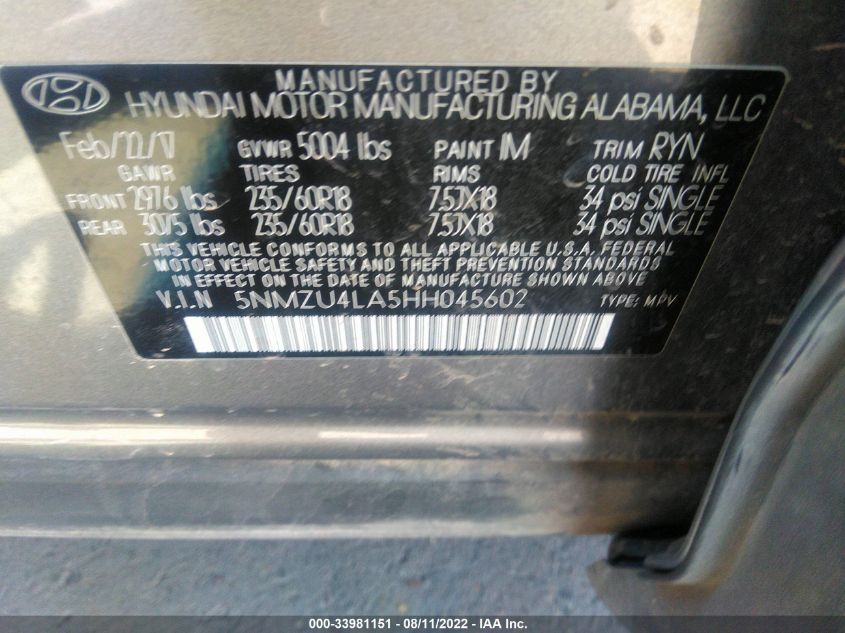 MANUFACTURED BY
HYUNDAI MOTOR MANUFACTURING ALABAMA, LLC
Feb/22/17 GVWR 5004 lbs PAINT IM TRIM RYN
GAWR TIRES RIMS COLD TIRE INFL
FRONT 2976 lbs 235/60R18 7.5JX18 34 psi SINGLE
REAR 3075 lbs 235/60R18 7.5JX18 34 psi SINGLE
THIS VEHICLE CONFORMS TO ALL APPLICABLE U.S.A. FEDERAL
MOTOR VEHICLE SAFETY AND THEFT PREVENTION STANDARDS
IN EFFECT ON THE DATE OF MANUFACTURE SHOWN ABOVE
V.I.N 5NMZU4LA5HH045602 TYPE: MPV
000-33981151 - 08/11/2022 - IAA Inc.